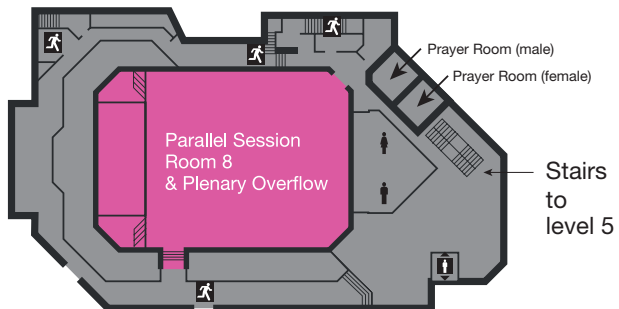 Prayer Room (male)
Prayer Room (female)
Parallel Session
Room 8
& Plenary Overflow
Stairs
to
level 5